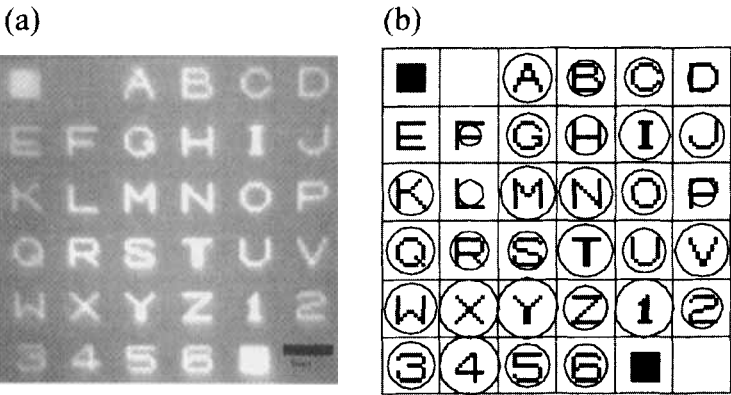 (a) (b)
A B C D
E F G H I J
K L M N O P
Q R S T U V
W X Y Z 1 2
3 4 5 6
A B C D
E F G H I J
K L M N O P
Q R S T U V
W X Y Z 1 2
3 4 5 6